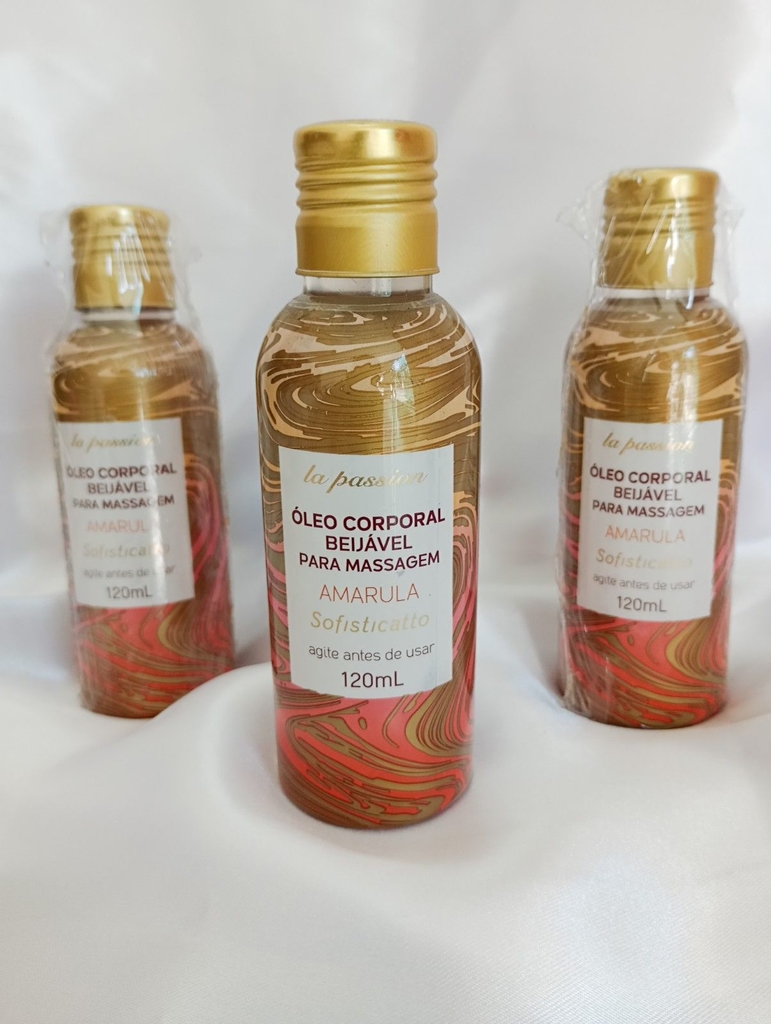 la passion
ÓLEO CORPORAL
BEIJÁVEL
PARA MASSAGEM
AMARULA
Sofisticatto
agite antes de usar
120mL
la passion
ÓLEO CORPORAL
BEIJÁVEL
PARA MASSAGEM
AMARULA
Sofisticatto
agite antes de usar
120mL
la passion
ÓLEO CORPORAL
BEIJÁVEL
PARA MASSAGEM
AMARULA
Sofisticatto
agite antes de usar
120mL